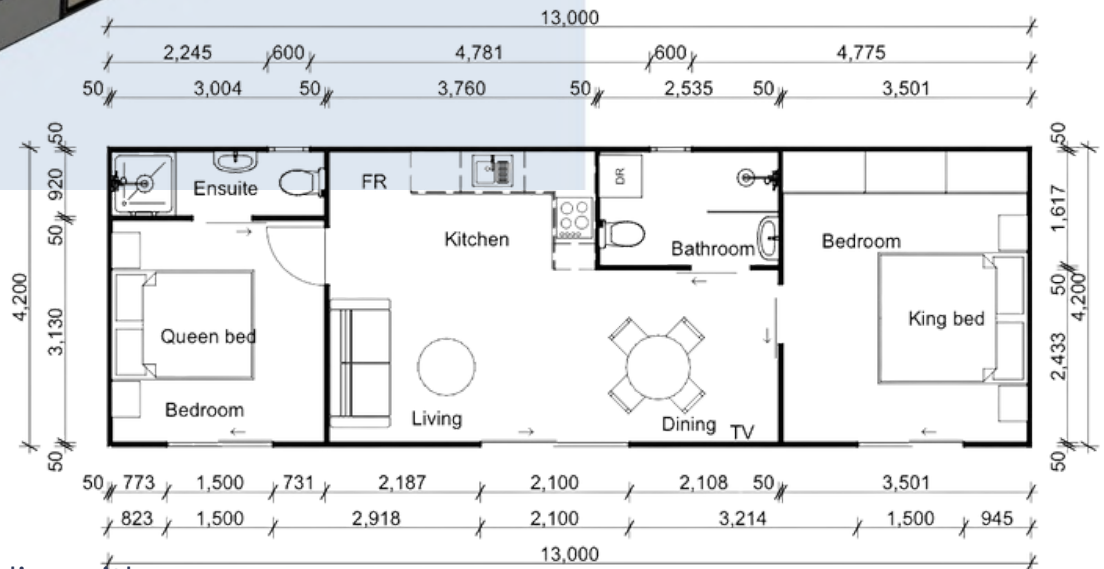 13,000
2,245 600 4,781 600 4,775
50 3,004 50 3,760 50 2,535 50 3,501
50 50
DR
920 Ensuite FR 1,617
50 Kitchen Bathroom Bedroom
4,200 50 4,200
3,130 Queen bed King bed 2,433
Bedroom Living Dining TV
50 50
50 773 1,500 731 2,187 2,100 2,108 50 3,501
823 1,500 2,918 2,100 3,214 1,500 945
13,000